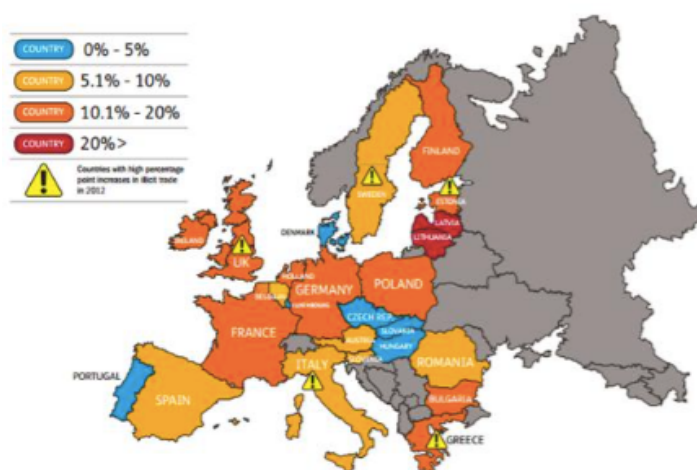 COUNTRY 0% - 5%
COUNTRY 5.1% - 10%
COUNTRY 10.1% - 20%
COUNTRY 20%>
Countries with high percentage
point increases in illicit trade
in 2012
FINLAND
SWEDEN
ESTONIA
LATVIA
LITHUANIA
DENMARK
IRELAND
UK
HOLLAND
BELGIUM
GERMANY
POLAND
LUXEMBOURG
CZECH REP.
SLOVAKIA
FRANCE
AUSTRIA
HUNGARY
SLOVENIA
ITALY
ROMANIA
PORTUGAL
SPAIN
BULGARIA
GREECE